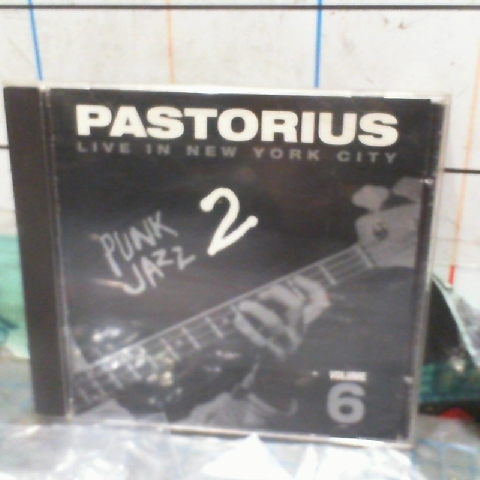 PASTORIUS
LIVE IN NEW YORK CITY
PUNK
JAZZ
2
VOLUME
6